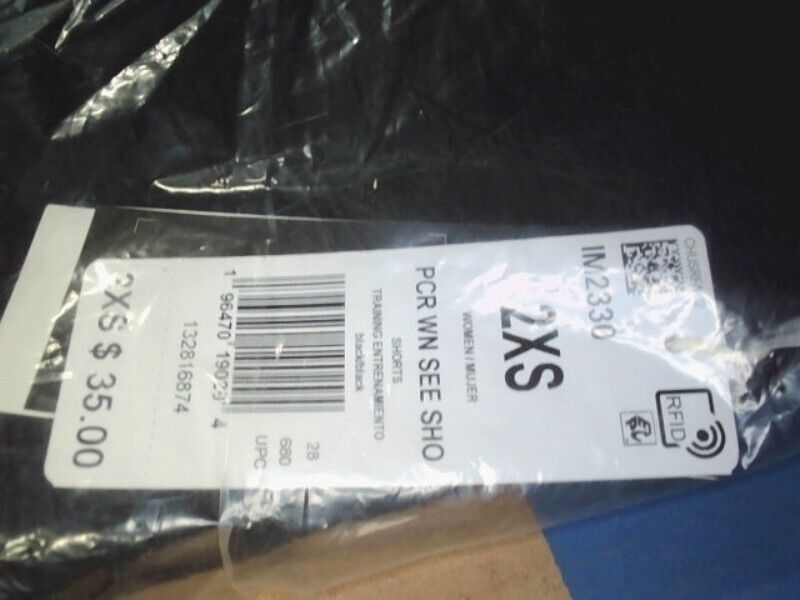 IM2330
2XS
WOMEN / MUJER
PCR WN SEE SHO
SHORTS
TRAINING ENTRENAMIENTO
black/black
28
680
UPC
1 96470 19029 4
132816874
2XS $ 35.00
RFID